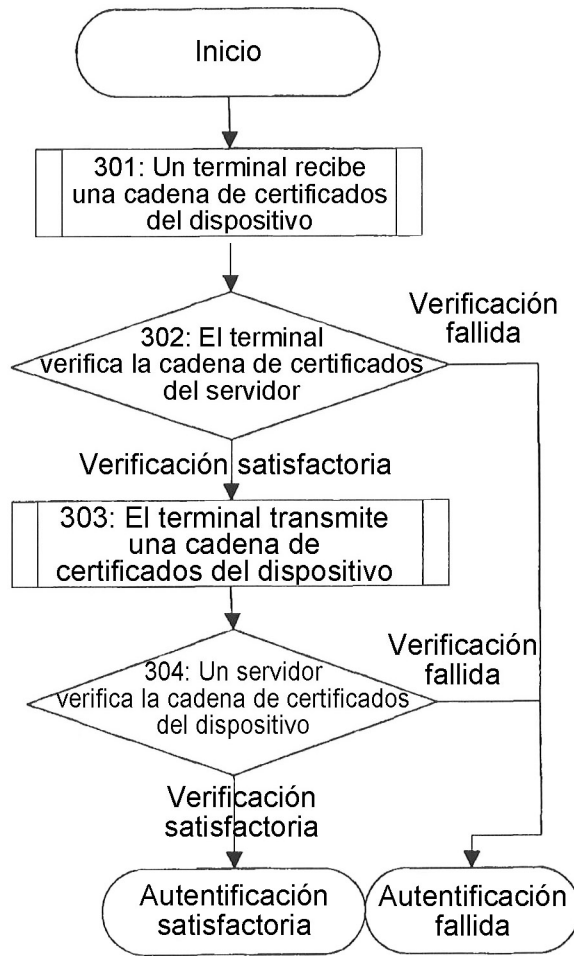 Inicio
301: Un terminal recibe
una cadena de certificados
del dispositivo
Verificación
fallida
302: El terminal
verifica la cadena de certificados
del servidor
Verificación satisfactoria
303: El terminal transmite
una cadena de
certificados del dispositivo
Verificación
fallida
304: Un servidor
verifica la cadena de certificados
del dispositivo
Verificación
satisfactoria
Autentificación
satisfactoria
Autentificación
fallida